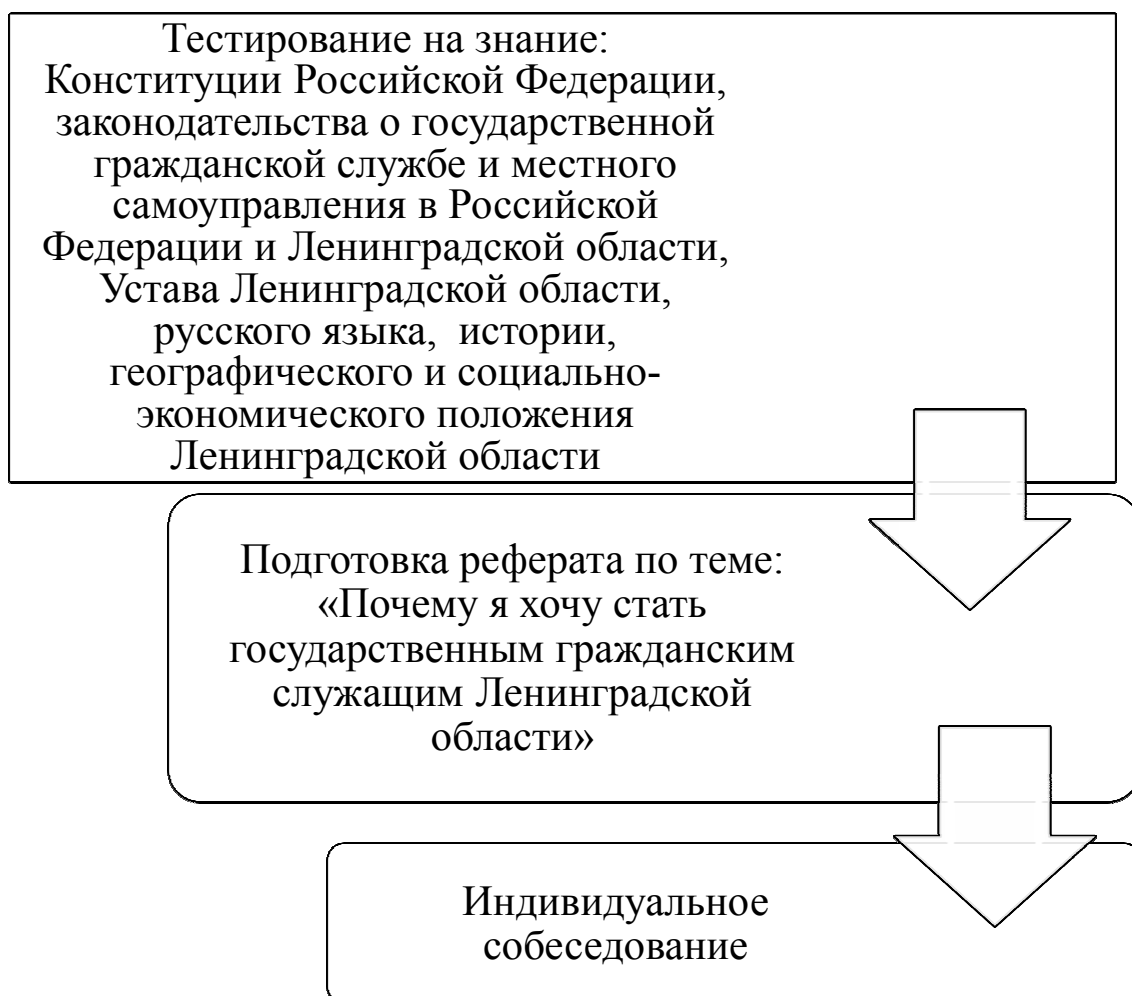 Тестирование на знание:
Конституции Российской Федерации,
законодательства о государственной
гражданской службе и местного
самоуправления в Российской
Федерации и Ленинградской области,
Устава Ленинградской области,
русского языка, истории,
географического и социально-
экономического положения
Ленинградской области
Подготовка реферата по теме:
«Почему я хочу стать
государственным гражданским
служащим Ленинградской
области»
Индивидуальное
собеседование